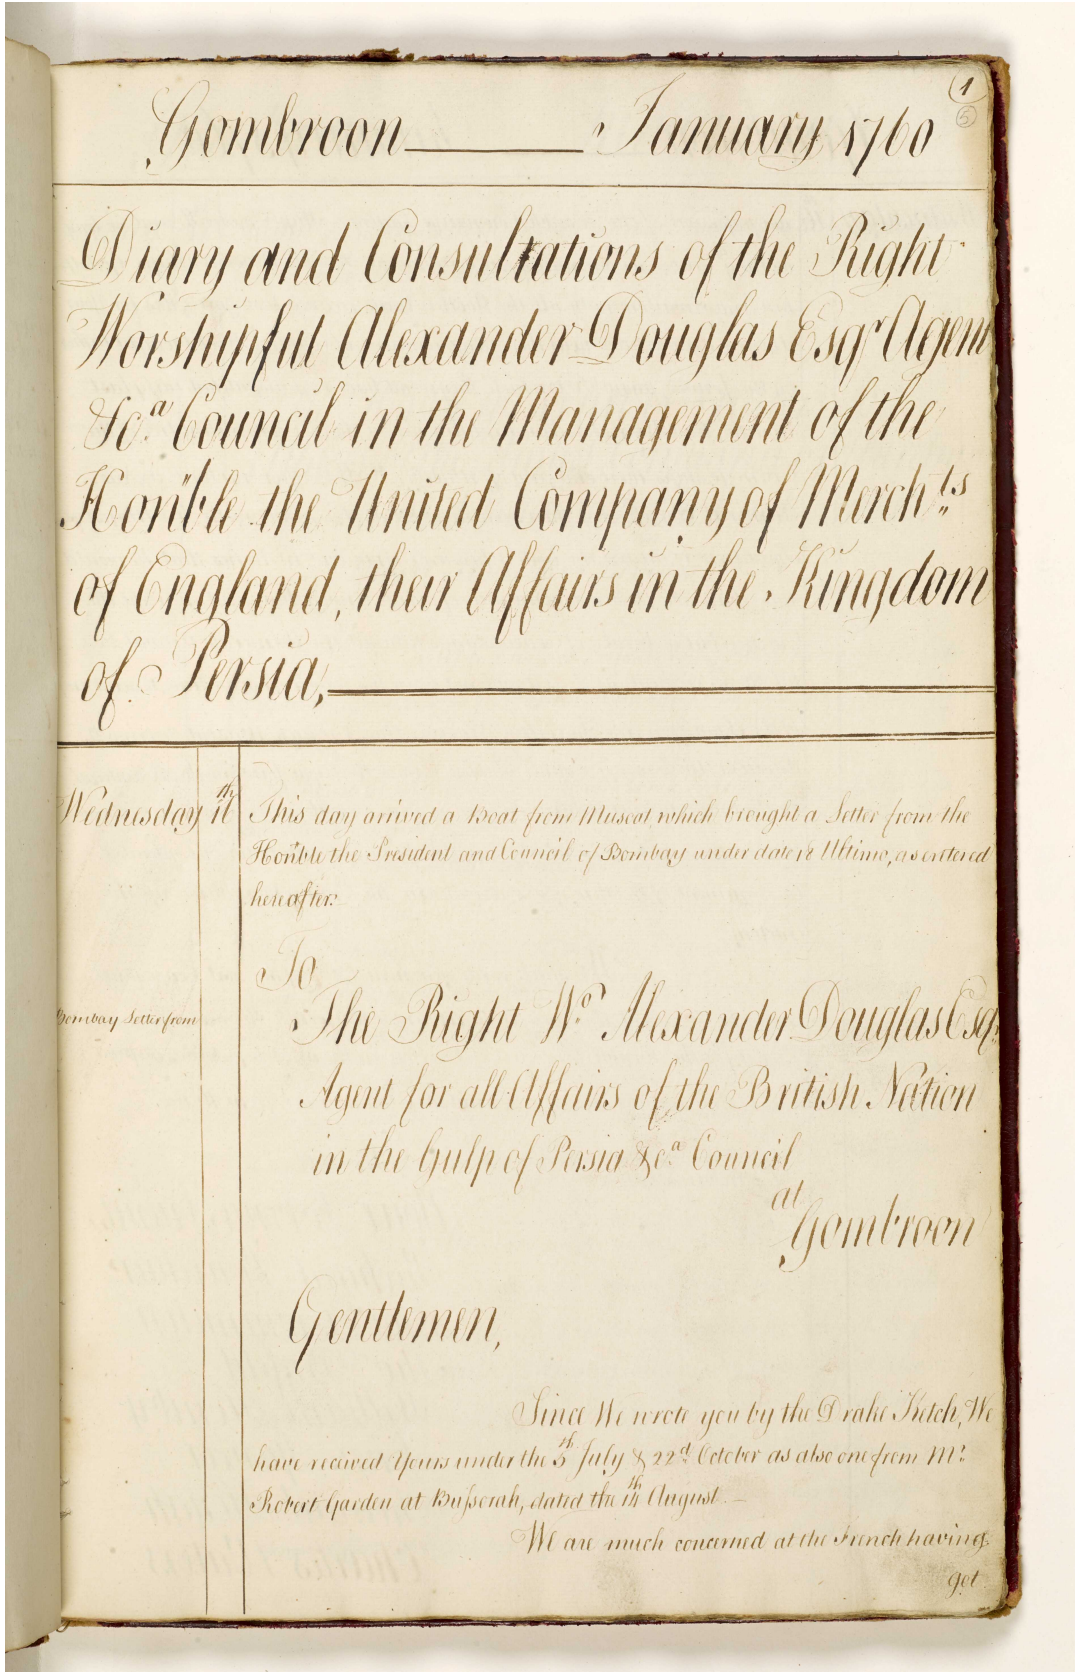 1
5
Gombroon January 1760
Diary and Consultations of the Right
Worshipful Alexander Douglas Esqr Agent
&ca Council in the Management of the
Honble the United Company of Merchts
of England, their Affairs in the Kingdom
of Persia,
Wednesday 16th This day arrived a Boat from Muscat, which brought a Letter from the
Honble the President and Council of Bombay under date Ultimo, as entered
hereafter.
To
Bombay Letter from
The Right Wo. Alexander Douglas Esqr
Agent for all Affairs of the British Nation
in the Gulp of Persia &ca Council
at
Gombroon
Gentlemen,
Since We wrote you by the Drake Ketch, We
have received Yours under the 5th July & 22d October as also one from Mr.
Robert Garden at Bussorah, dated the August.
We are much concerned at the French having
got